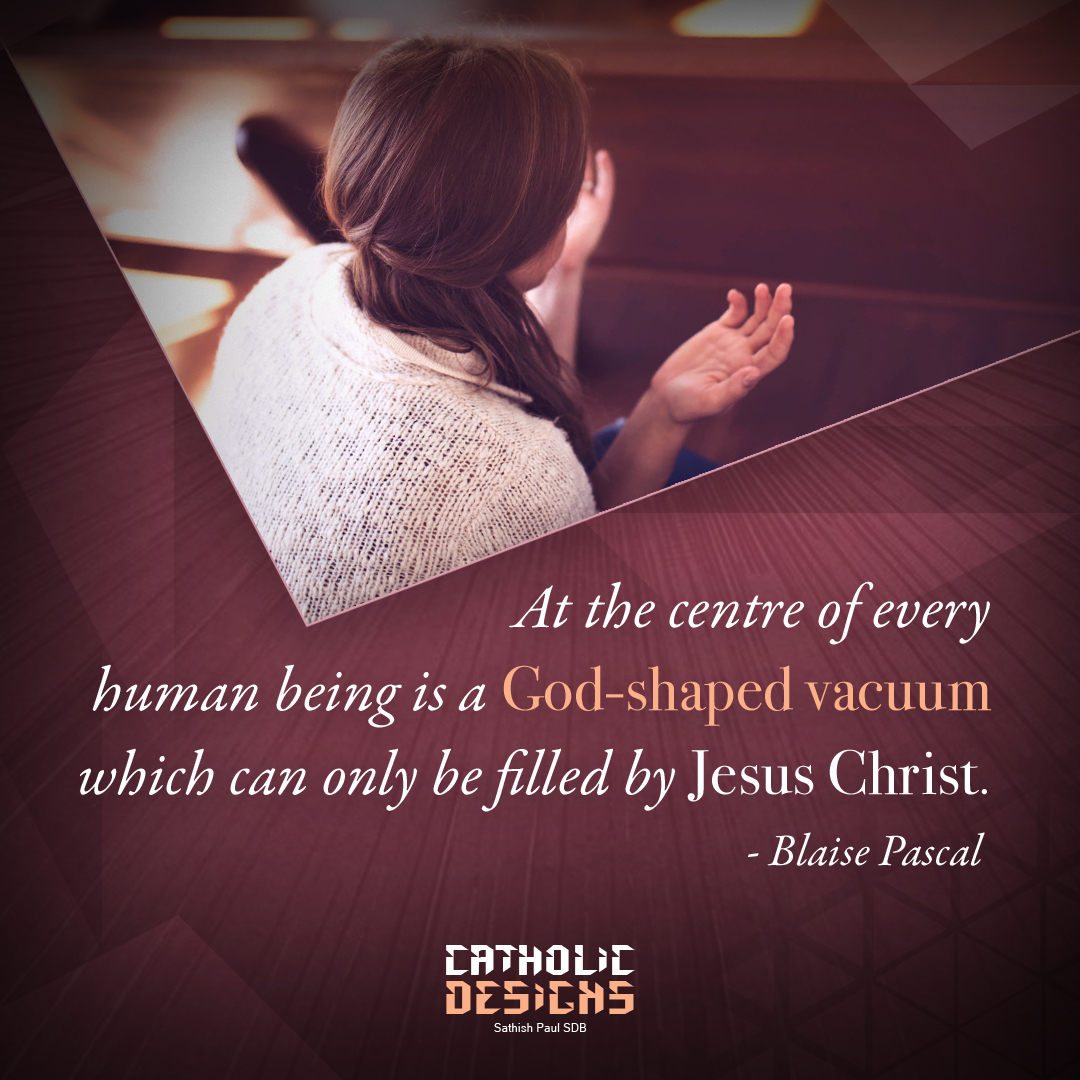 At the centre of every
human being is a God-shaped vacuum
which can only be filled by Jesus Christ.
- Blaise Pascal
CATHOLIC
DESIGNS
Sathish Paul SDB